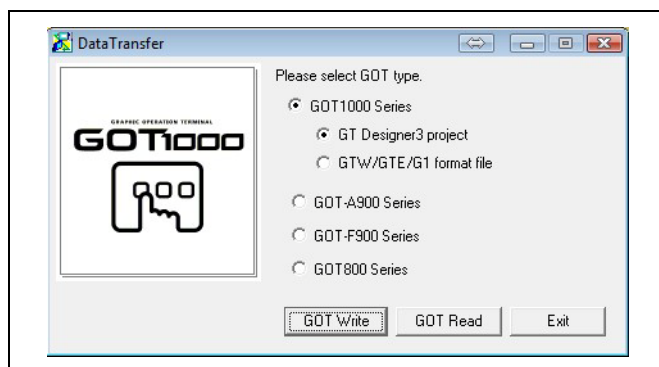 DataTransfer
Please select GOT type.
GOT1000 Series
GT Designer3 project
GTW/GTE/G1 format file
GOT-A900 Series
GOT-F900 Series
GOT800 Series
GRAPHIC OPERATION TERMINAL
GOT1000
GOT Write
GOT Read
Exit